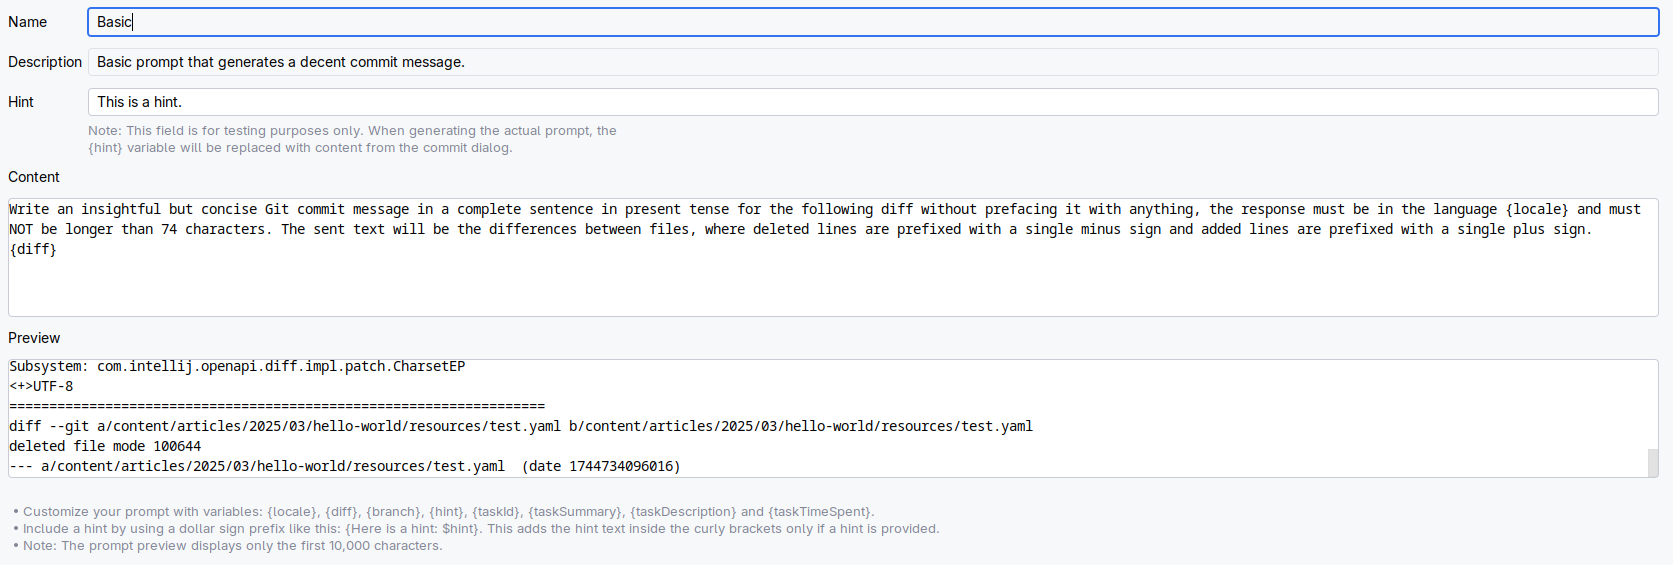 Name
Basic
Description
Basic prompt that generates a decent commit message.
Hint
This is a hint.
Note: This field is for testing purposes only. When generating the actual prompt, the
{hint} variable will be replaced with content from the commit dialog.
Content
Write an insightful but concise Git commit message in a complete sentence in present tense for the following diff without prefacing it with anything, the response must be in the language {locale} and must
NOT be longer than 74 characters. The sent text will be the differences between files, where deleted lines are prefixed with a single minus sign and added lines are prefixed with a single plus sign.
{diff}
Preview
Subsystem: com.intellij.openapi.diff.impl.patch.CharsetEP
<+>UTF-8
===================================================================
diff --git a/content/articles/2025/03/hello-world/resources/test.yaml b/content/articles/2025/03/hello-world/resources/test.yaml
deleted file mode 100644
--- a/content/articles/2025/03/hello-world/resources/test.yaml  (date 1744734096016)
• Customize your prompt with variables: {locale}, {diff}, {branch}, {hint}, {taskId}, {taskSummary}, {taskDescription} and {taskTimeSpent}.
• Include a hint by using a dollar sign prefix like this: {Here is a hint: $hint}. This adds the hint text inside the curly brackets only if a hint is provided.
• Note: The prompt preview displays only the first 10,000 characters.